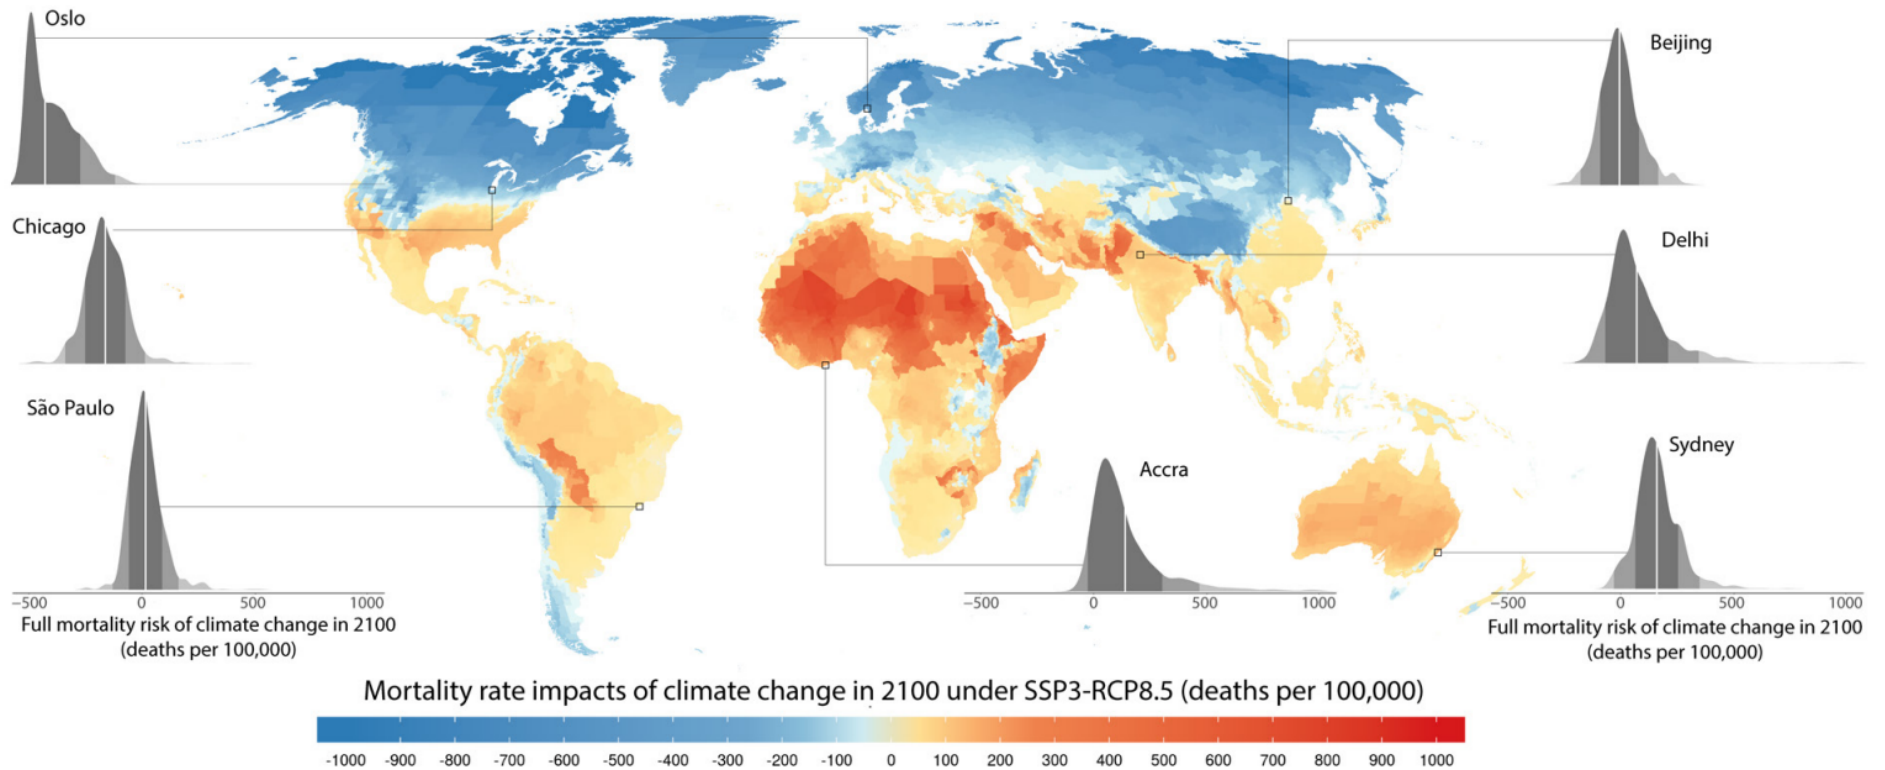 Oslo
Beijing
Chicago
Delhi
São Paulo
Sydney
Accra
−500 0 500 1000
Full mortality risk of climate change in 2100
(deaths per 100,000)
−500 0 500 1000
−500 0 500 1000
Full mortality risk of climate change in 2100
(deaths per 100,000)
Mortality rate impacts of climate change in 2100 under SSP3-RCP8.5 (deaths per 100,000)
-1000 -900 -800 -700 -600 -500 -400 -300 -200 -100 0 100 200 300 400 500 600 700 800 900 1000